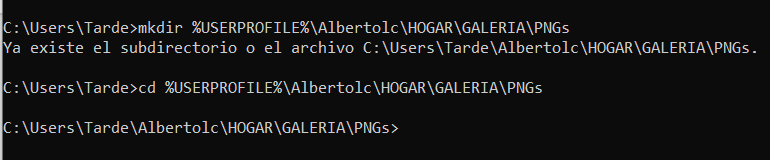 C:\Users\Tarde>mkdir %USERPROFILE%\Albertolc\HOGAR\GALERIA\PNGs
Ya existe el subdirectorio o el archivo C:\Users\Tarde\Albertolc\HOGAR\GALERIA\PNGs.
C:\Users\Tarde>cd %USERPROFILE%\Albertolc\HOGAR\GALERIA\PNGs
C:\Users\Tarde\Albertolc\HOGAR\GALERIA\PNGs>